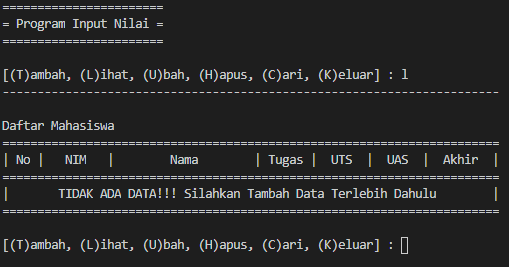 =======================
= Program Input Nilai =
=======================
[(T)ambah, (L)ihat, (U)bah, (H)apus, (C)ari, (K)eluar] : l
-----------------------------------------------------------------------
Daftar Mahasiswa
=======================================================================
| No |   NIM   |        Nama        | Tugas |  UTS  |  UAS  |  Akhir  |
=======================================================================
|       TIDAK ADA DATA!!! Silahkan Tambah Data Terlebih Dahulu        |
=======================================================================
[(T)ambah, (L)ihat, (U)bah, (H)apus, (C)ari, (K)eluar] :